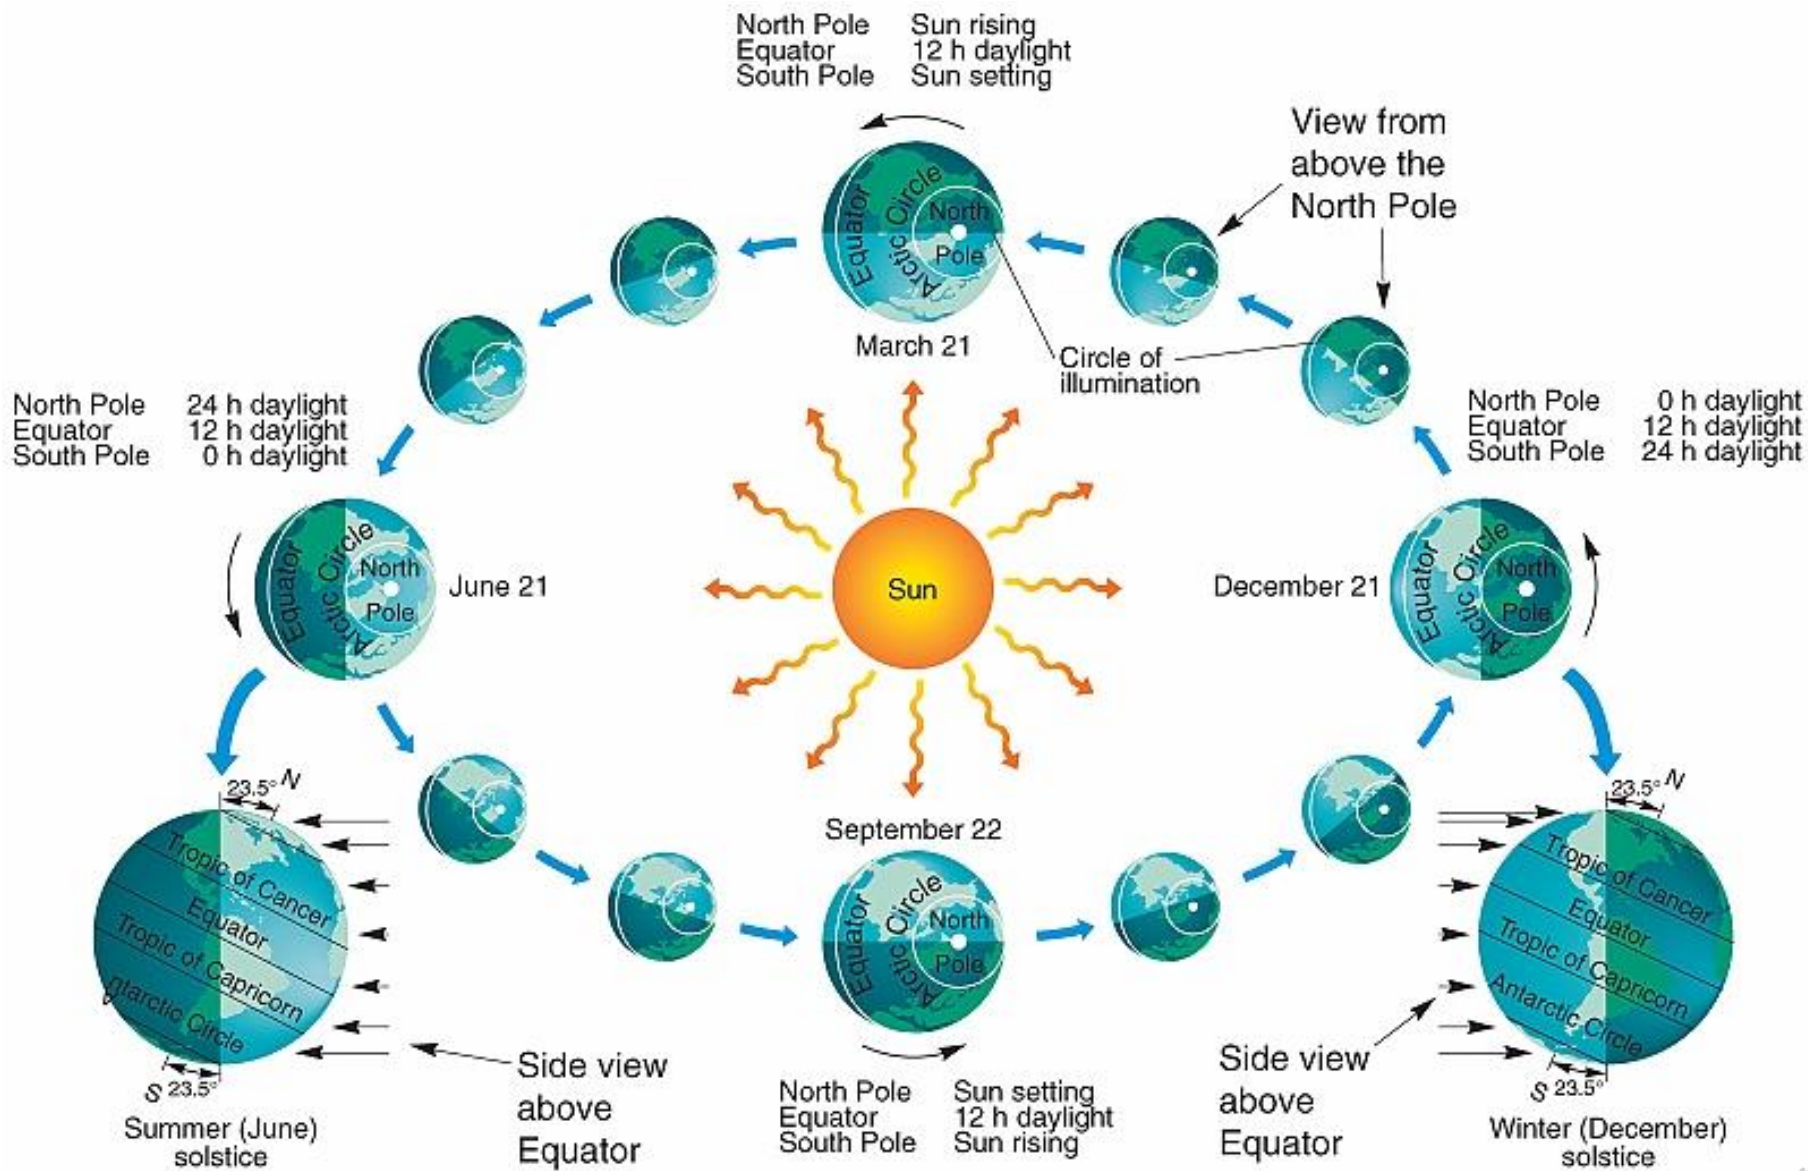 North Pole Sun rising
Equator 12 h daylight
South Pole Sun setting
View from
above the
North Pole
Equator
Arctic Circle
North
Pole
March 21
Circle of
illumination
North Pole 24 h daylight
Equator 12 h daylight
South Pole 0 h daylight
North Pole 0 h daylight
Equator 12 h daylight
South Pole 24 h daylight
Equator
Arctic Circle
North
Pole
June 21
Sun
December 21
Equator
Arctic Circle
North
Pole
23.5° N
Tropic of Cancer
Equator
Tropic of Capricorn
ntarctic Circle
S 23.5°
Summer (June)
solstice
Side view
above
Equator
September 22
Equator
Arctic Circle
North
Pole
North Pole Sun setting
Equator 12 h daylight
South Pole Sun rising
Side view
above
Equator
23.5° N
Tropic of Cancer
Equator
Tropic of Capricorn
Antarctic Circle
S 23.5°
Winter (December)
solstice